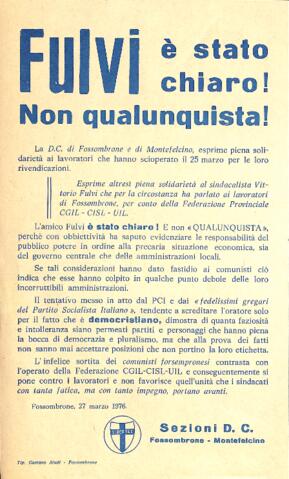 Fulvi è stato
chiaro!
Non qualunquista!
La D.C. di Fossombrone e di Montefelcino, esprime piena soli-
darietà ai lavoratori che hanno scioperato il 25 marzo per le loro
rivendicazioni.
Esprime altresì piena solidarietà al sindacalista Vit-
torio Fulvi che per la circostanza ha parlato ai lavoratori
di Fossombrone, per conto della Federazione Provinciale
CGIL - CISL - UIL.
L'amico Fulvi è stato chiaro! E non «QUALUNQUISTA»,
perchè con obbiettività ha saputo evidenziare le responsabilità del
pubblico potere in ordine alla precaria situazione economica, sia
del governo centrale che delle amministrazioni locali.
Se tali considerazioni hanno dato fastidio ai comunisti ciò
indica che esse hanno colpito in qualche punto debole delle loro
incorruttibili amministrazioni.
Il tentativo messo in atto dal PCI e dai «fedelissimi gregari
del Partito Socialista Italiano», tendente a screditare l'oratore solo
per il fatto che è democristiano, dimostra di quanta faziosità
e intolleranza siano permeati partiti e personaggi che hanno piena
la bocca di democrazia e pluralismo, ma che alla prova dei fatti
non sanno mai accettare posizioni che non portino la loro etichetta.
L'infelice sortita dei comunisti forsempronesi contrasta con
l'operato della Federazione CGIL-CISL-UIL e conseguentemente si
pone contro i lavoratori e non favorisce quell'unità che i sindacati
con tanta fatica, ma con tanto impegno, portano avanti.
Fossombrone, 27 marzo 1976.
LIBERTAS
Sezioni D. C.
Fossombrone - Montefelcino
Tip. Gaetano Fossombrone